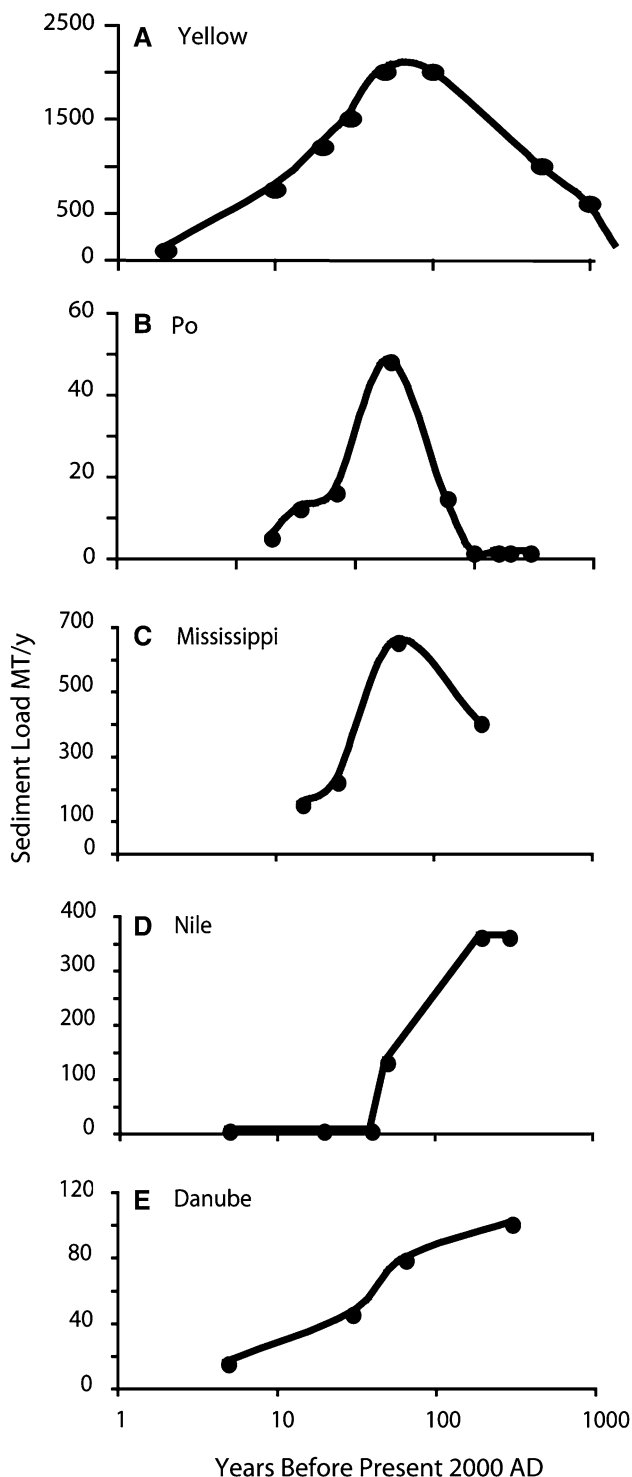 2500
A Yellow
1500
500
0
60
B Po
40
20
0
700
C Mississippi
500
300
100
0
Sediment Load MT/y
400
D Nile
300
200
100
0
120
E Danube
80
40
0
1 10 100 1000
Years Before Present 2000 AD